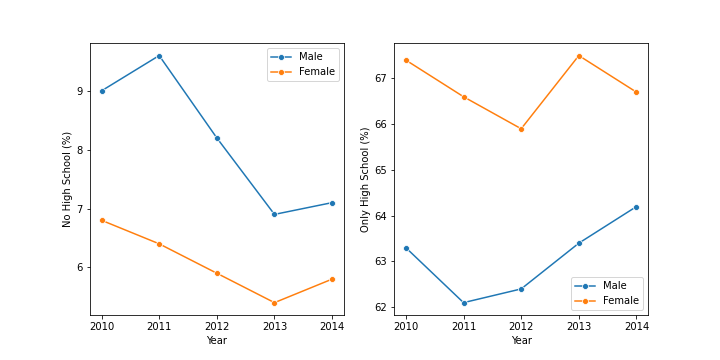 No High School (%)
9
8
7
6
Male
Female
2010 2011 2012 2013 2014
Year
Only High School (%)
67
66
65
64
63
62
Male
Female
2010 2011 2012 2013 2014
Year